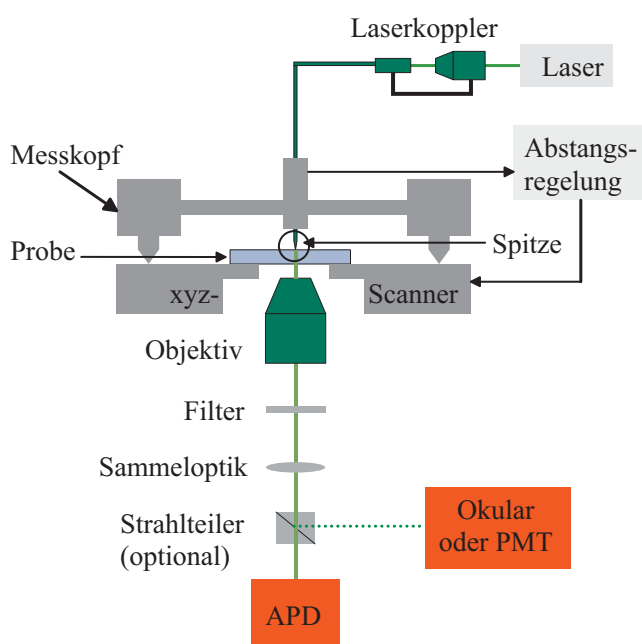 Laserkoppler
Laser
Messkopf
Abstangs-
regelung
Probe
Spitze
xyz-
Scanner
Objektiv
Filter
Sammeloptik
Strahlteiler
(optional)
Okular
oder PMT
APD